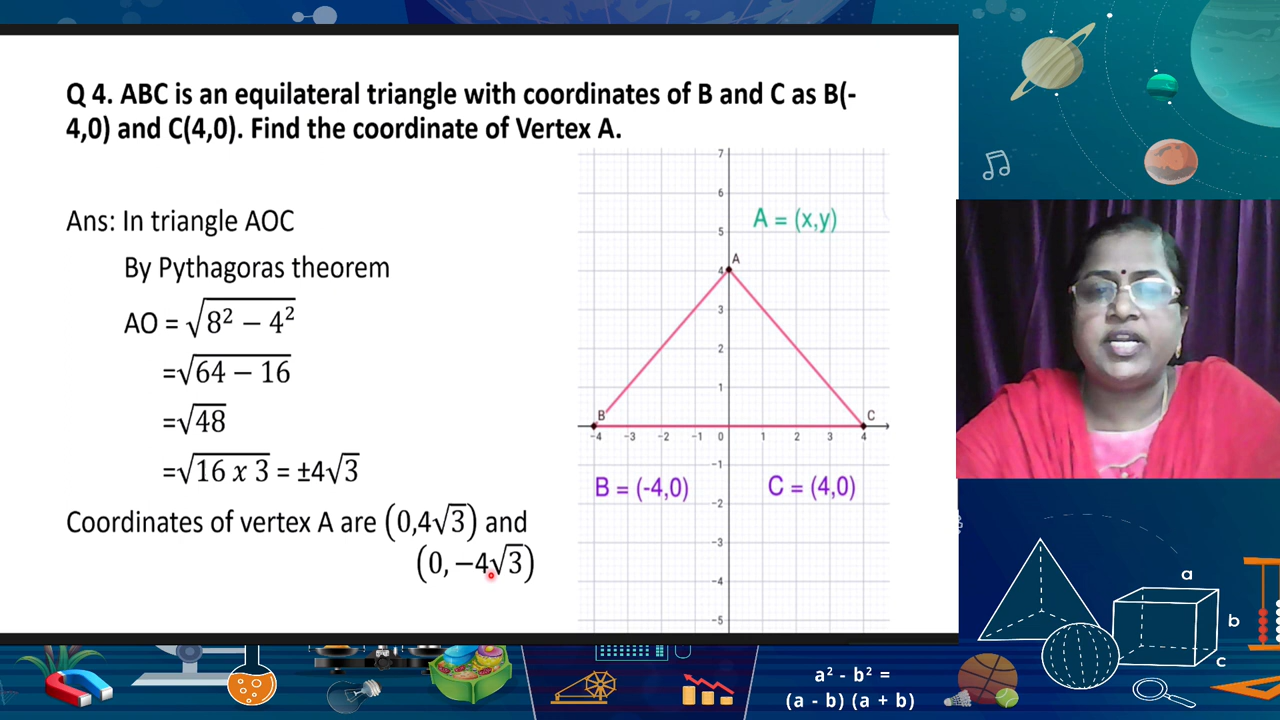 Q 4. ABC is an equilateral triangle with coordinates of B and C as B(-
4,0) and C(4,0). Find the coordinate of Vertex A.
Ans: In triangle AOC
By Pythagoras theorem
AO = √(8² − 4²)
=√(64 − 16)
=√48
=√(16 x 3) = ±4√3
Coordinates of vertex A are (0,4√3) and
(0, −4√3)
7
6
A = (x,y)
5
A
4
3
2
1
B
C
-4 -3 -2 -1 0 1 2 3 4
-1
B = (-4,0) C = (4,0)
-2
-3
-4
-5
a
b
c
a² - b² =
(a - b) (a + b)